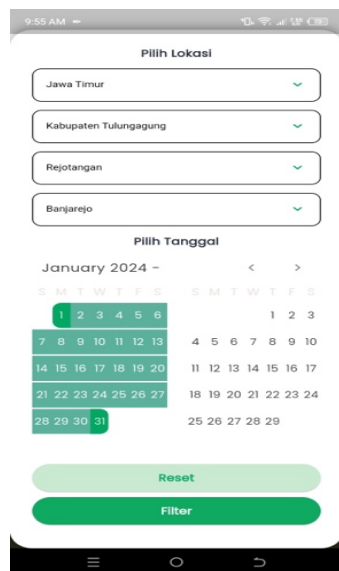 9:55 AM
Pilih Lokasi
Jawa Timur
Kabupaten Tulungagung
Rejotangan
Banjarejo
Pilih Tanggal
January 2024 - < >
S M T W T F S S M T W T F S
1 2 3 4 5 6 1 2 3
7 8 9 10 11 12 13 4 5 6 7 8 9 10
14 15 16 17 18 19 20 11 12 13 14 15 16 17
21 22 23 24 25 26 27 18 19 20 21 22 23 24
28 29 30 31 25 26 27 28 29
Reset
Filter